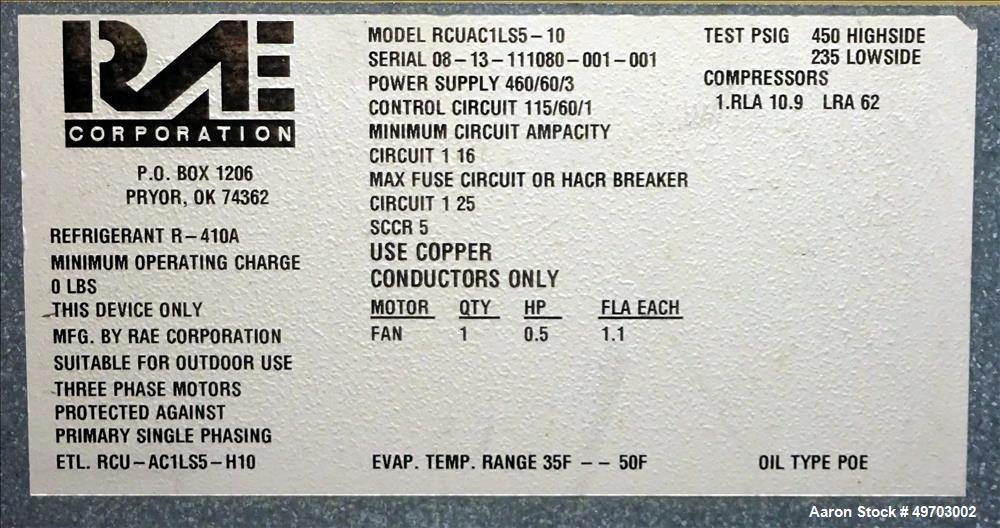 RAE
CORPORATION
P.O. BOX 1206
PRYOR, OK 74362
REFRIGERANT R-410A
MINIMUM OPERATING CHARGE
0 LBS
THIS DEVICE ONLY
MFG. BY RAE CORPORATION
SUITABLE FOR OUTDOOR USE
THREE PHASE MOTORS
PROTECTED AGAINST
PRIMARY SINGLE PHASING
ETL. RCU-AC1LS5-H10
MODEL RCUAC1LS5-10
SERIAL 08-13-111080-001-001
POWER SUPPLY 460/60/3
CONTROL CIRCUIT 115/60/1
MINIMUM CIRCUIT AMPACITY
CIRCUIT 1 16
MAX FUSE CIRCUIT OR HACR BREAKER
CIRCUIT 1 25
SCCR 5
USE COPPER
CONDUCTORS ONLY
MOTOR QTY HP FLA EACH
FAN 1 0.5 1.1
EVAP. TEMP. RANGE 35F -- 50F
TEST PSIG 450 HIGHSIDE
235 LOWSIDE
COMPRESSORS
1.RLA 10.9 LRA 62
OIL TYPE POE
Aaron Stock # 49703002